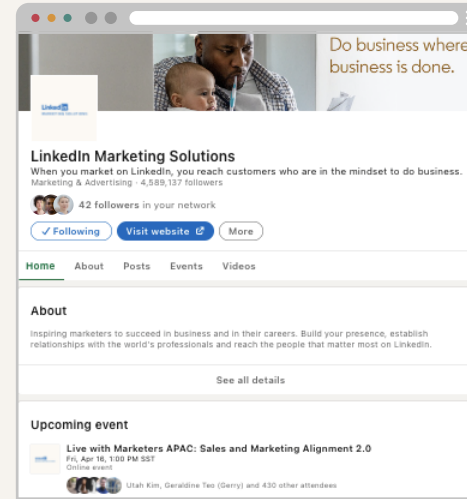 Do business where
business is done.
LinkedIn
LinkedIn Marketing Solutions
When you market on LinkedIn, you reach customers who are in the mindset to do business.
Marketing & Advertising · 4,589,137 followers
42 followers in your network
✓ Following Visit website More
Home About Posts Events Videos
About
Inspiring marketers to succeed in business and in their careers. Build your presence, establish
relationships with the world's professionals and reach the people that matter most on LinkedIn.
See all details
Upcoming event
Live with Marketers APAC: Sales and Marketing Alignment 2.0
Fri, Apr 16, 1:00 PM SST
Online event
Utah Kim, Geraldine Teo (Gerry) and 430 other attendees